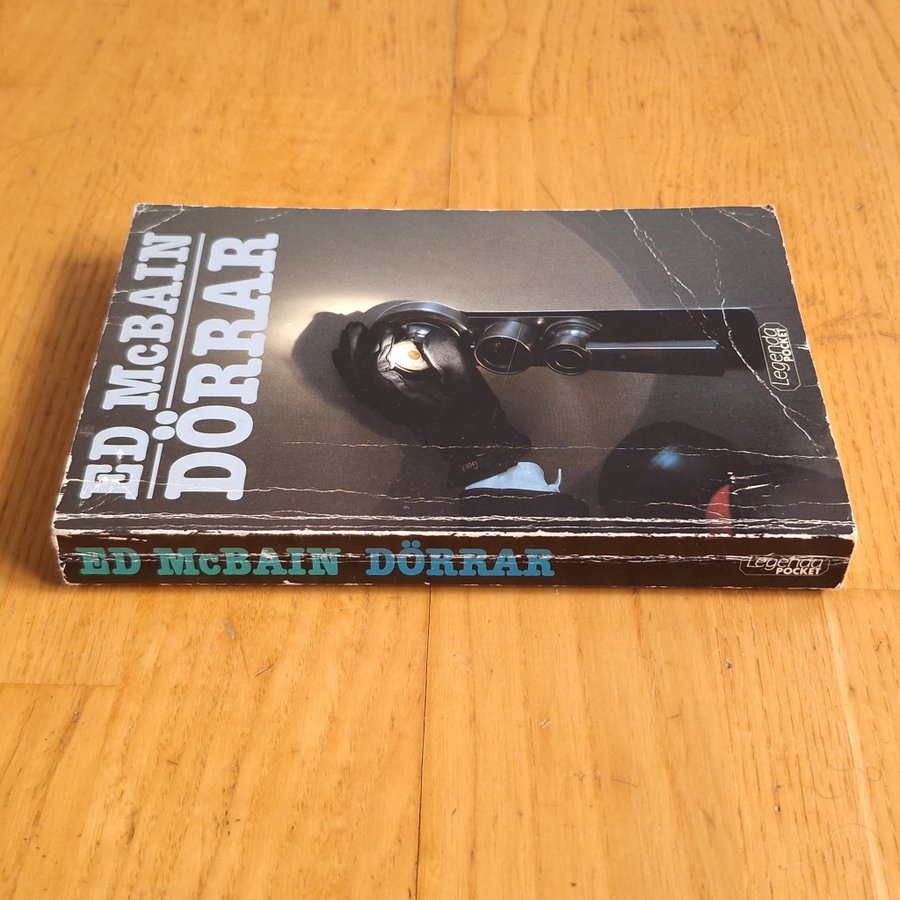 ED McBAIN
DÖRRAR
Legenda
POCKET
ED McBAIN DÖRRAR
Legenda
POCKET